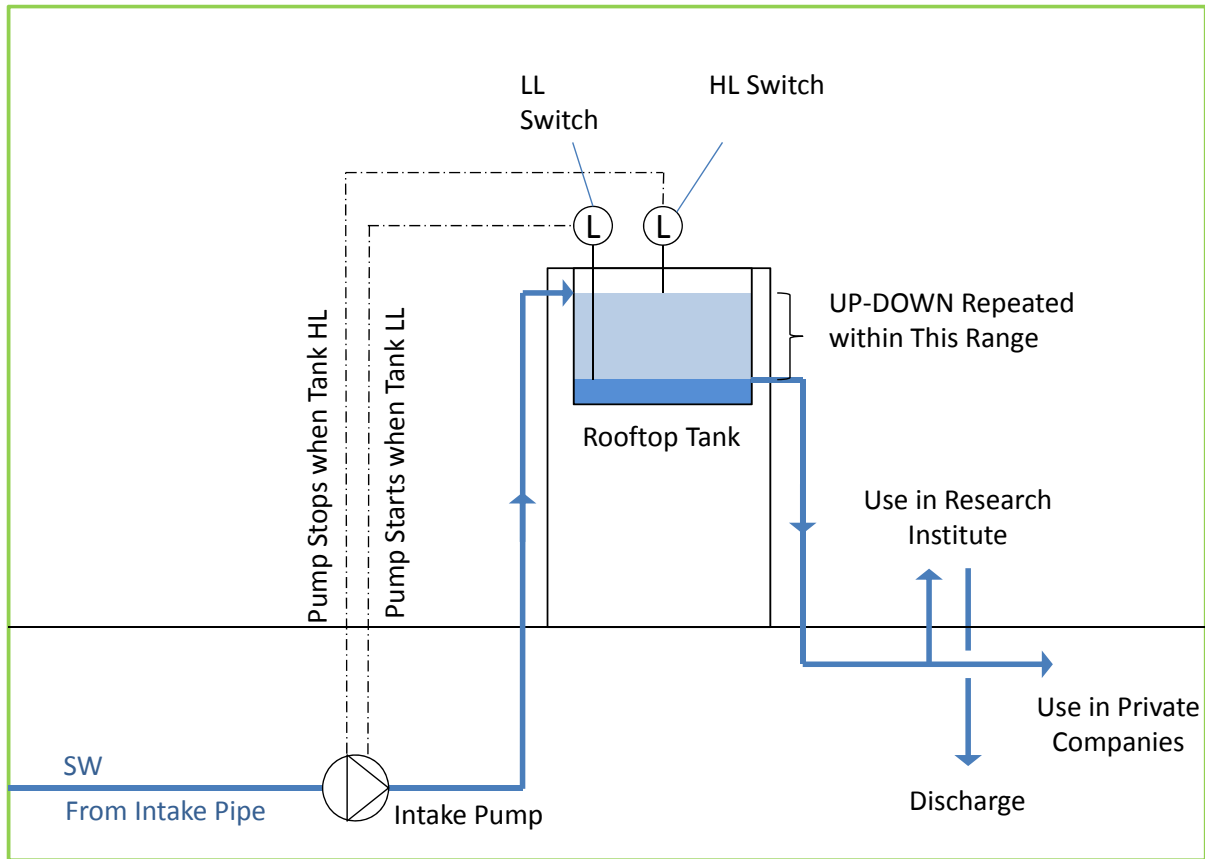 LL
Switch
HL Switch
L
L
UP-DOWN Repeated
within This Range
Rooftop Tank
Pump Stops when Tank HL
Pump Starts when Tank LL
Use in Research
Institute
Use in Private
Companies
SW
From Intake Pipe
Intake Pump
Discharge